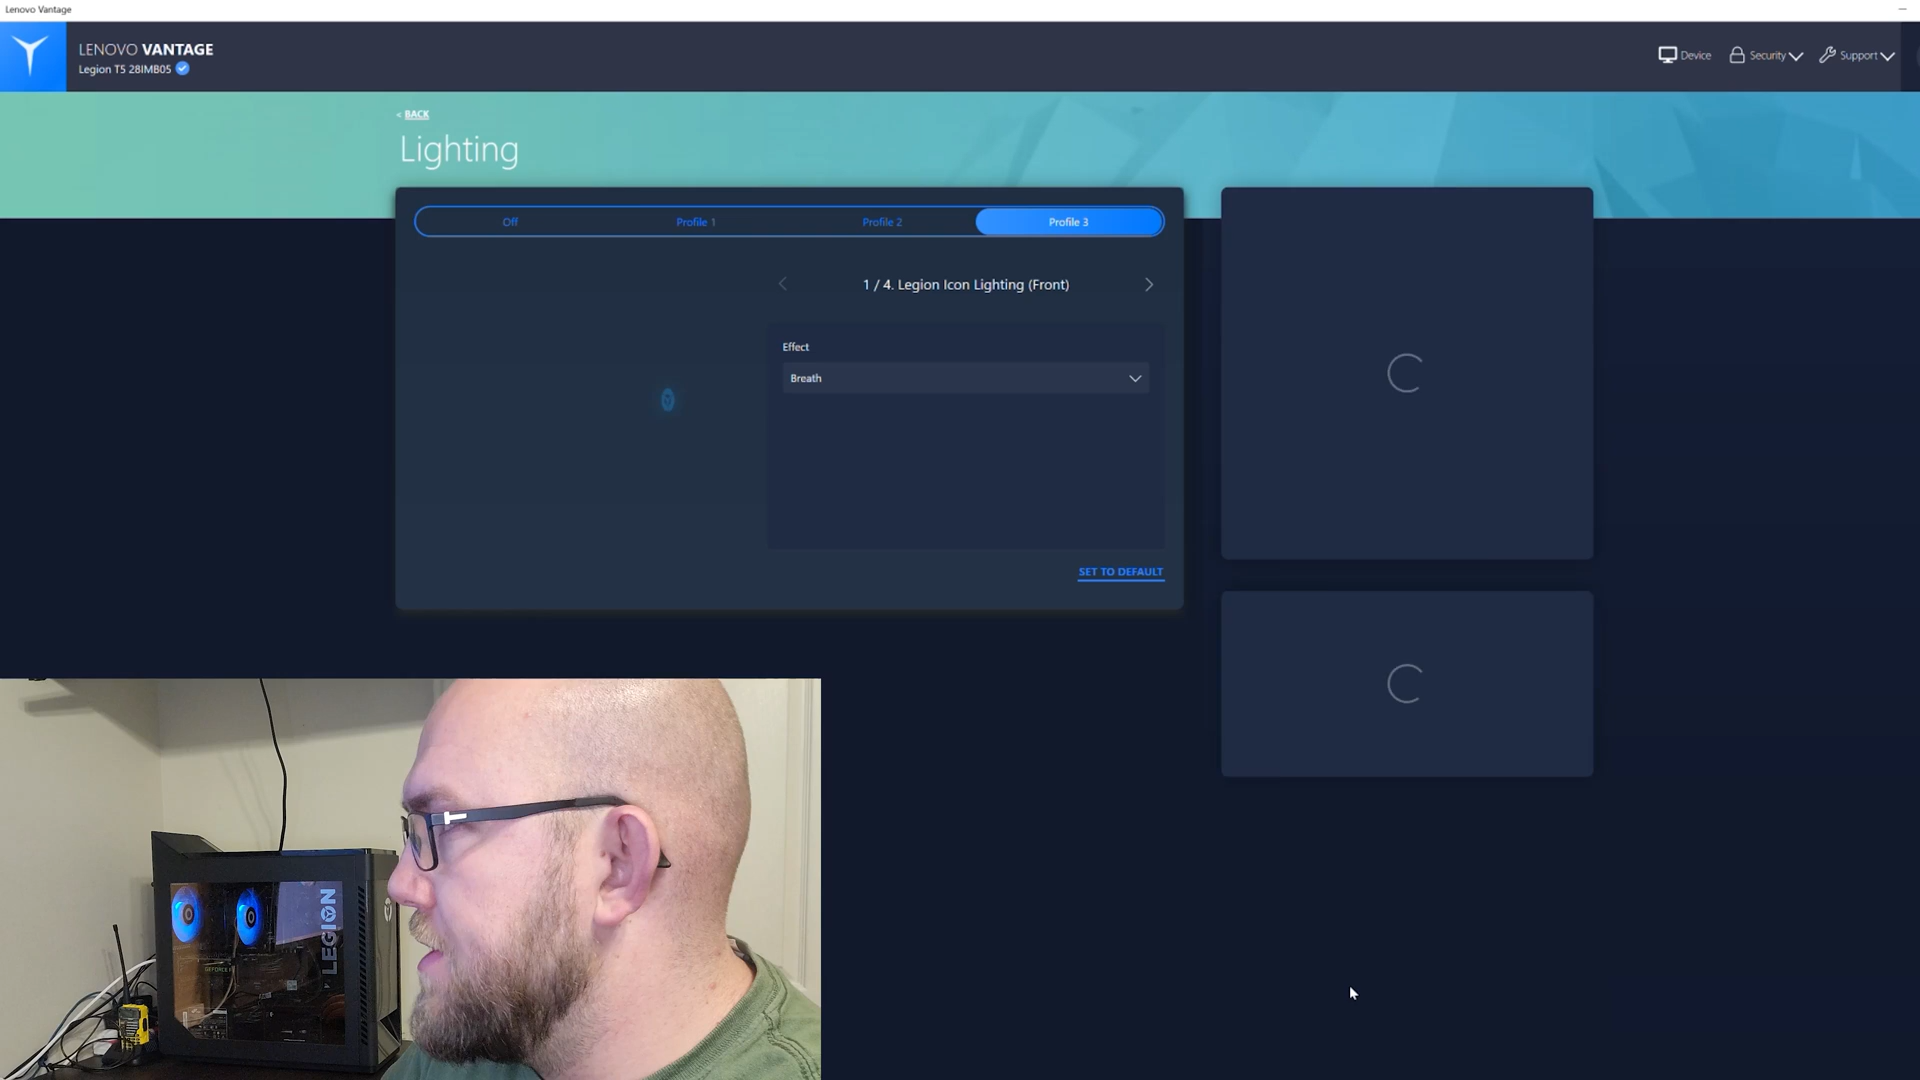 Lenovo Vantage
LENOVO VANTAGE
Legion T5 28IMB05
Device
Security
Support
< BACK
Lighting
Off
Profile 1
Profile 2
Profile 3
1 / 4. Legion Icon Lighting (Front)
Effect
Breath
SET TO DEFAULT
LEGION
GEFORCE